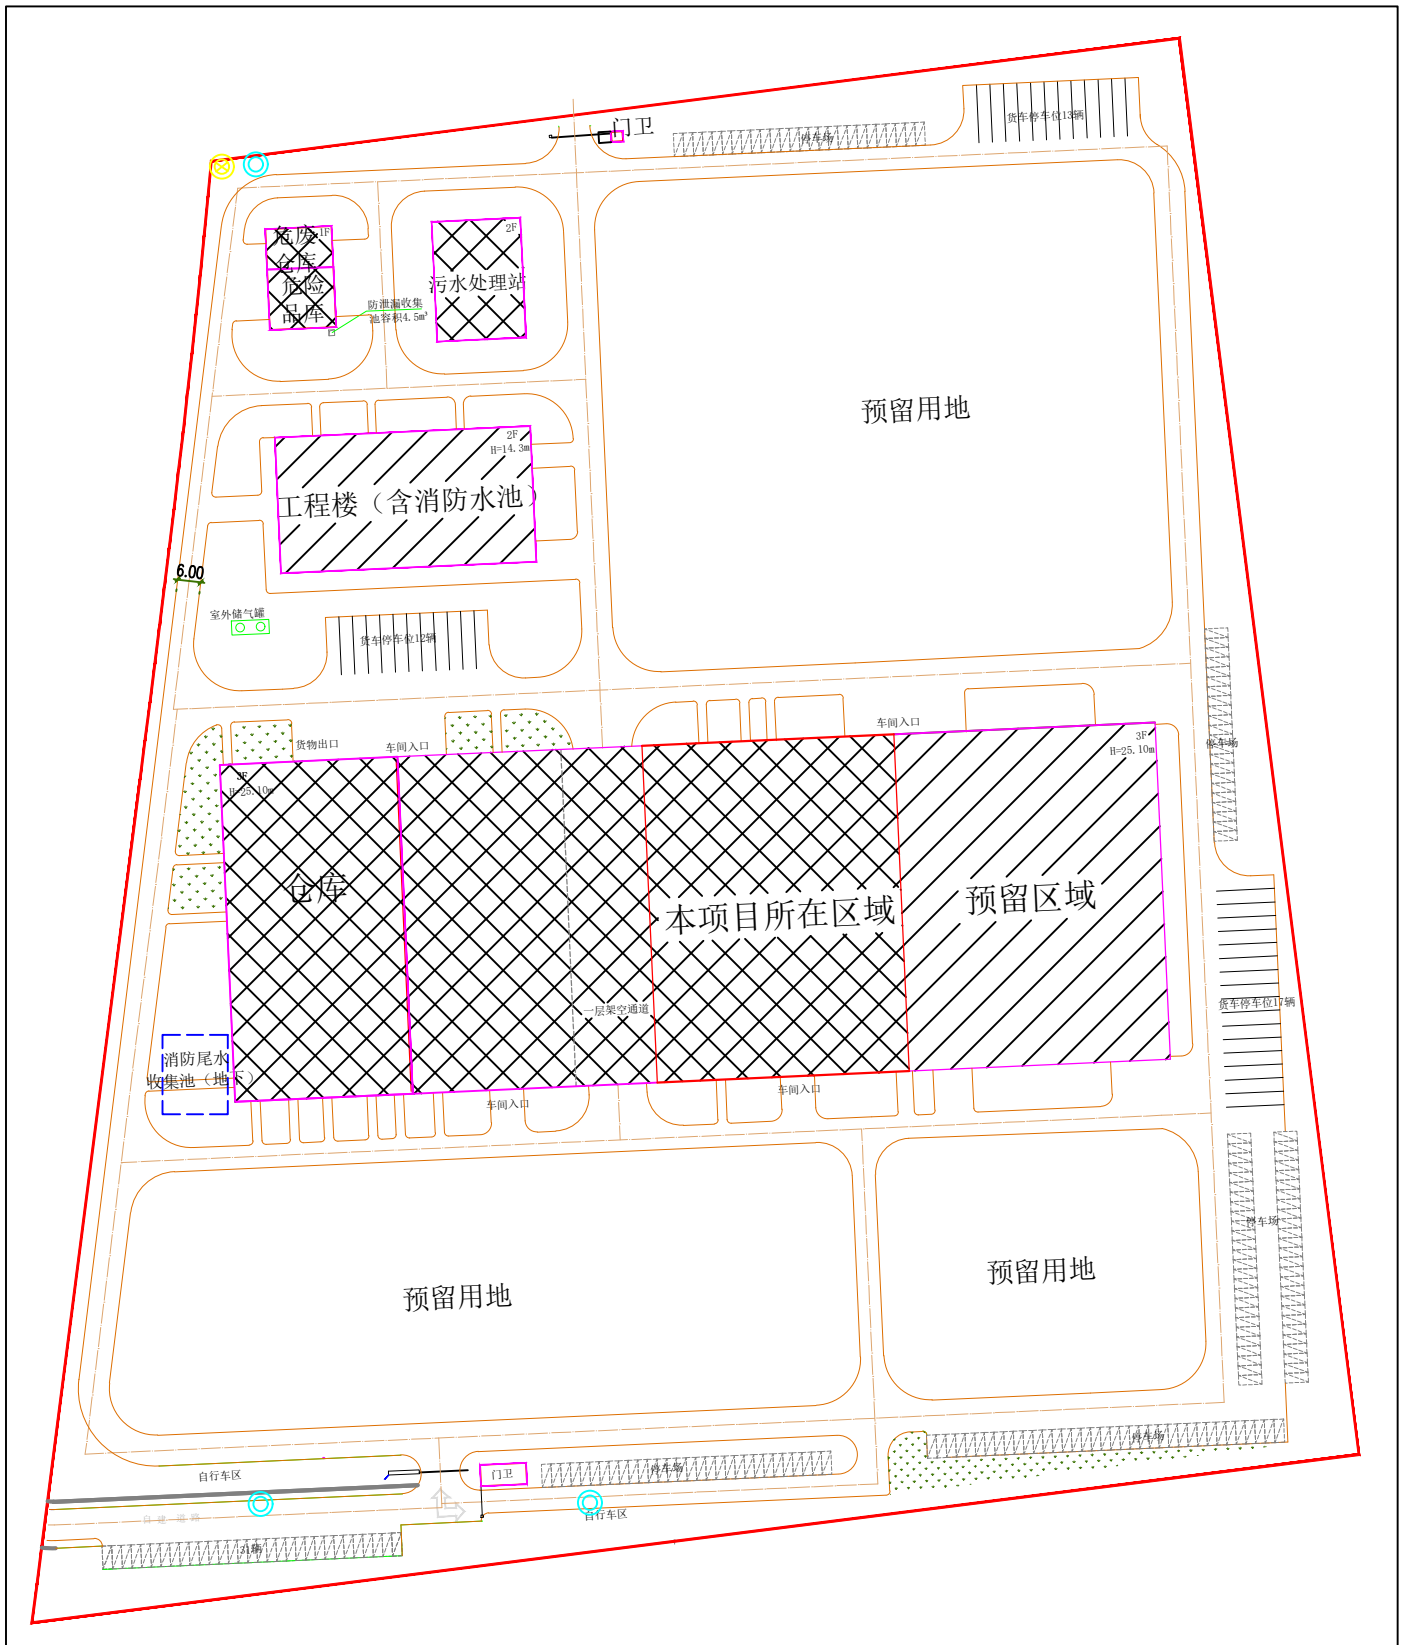 门卫
货车停车位13辆
停车场
危废
仓库
1F
危险
品库
防泄漏收集
池容积4.5m³
2F
污水处理站
预留用地
2F
H=14.3m
工程楼（含消防水池）
6.00
室外储气罐
货车停车位12辆
货物出口
车间入口
车间入口
3F
H=25.10m
停车场
3F
H=25.10m
仓库
本项目所在区域
预留区域
一层架空通道
货车停车位17辆
消防尾水
收集池（地下）
车间入口
车间入口
停车场
预留用地
预留用地
停车场
自行车区
门卫
停车场
自行车区
自建道路
31辆